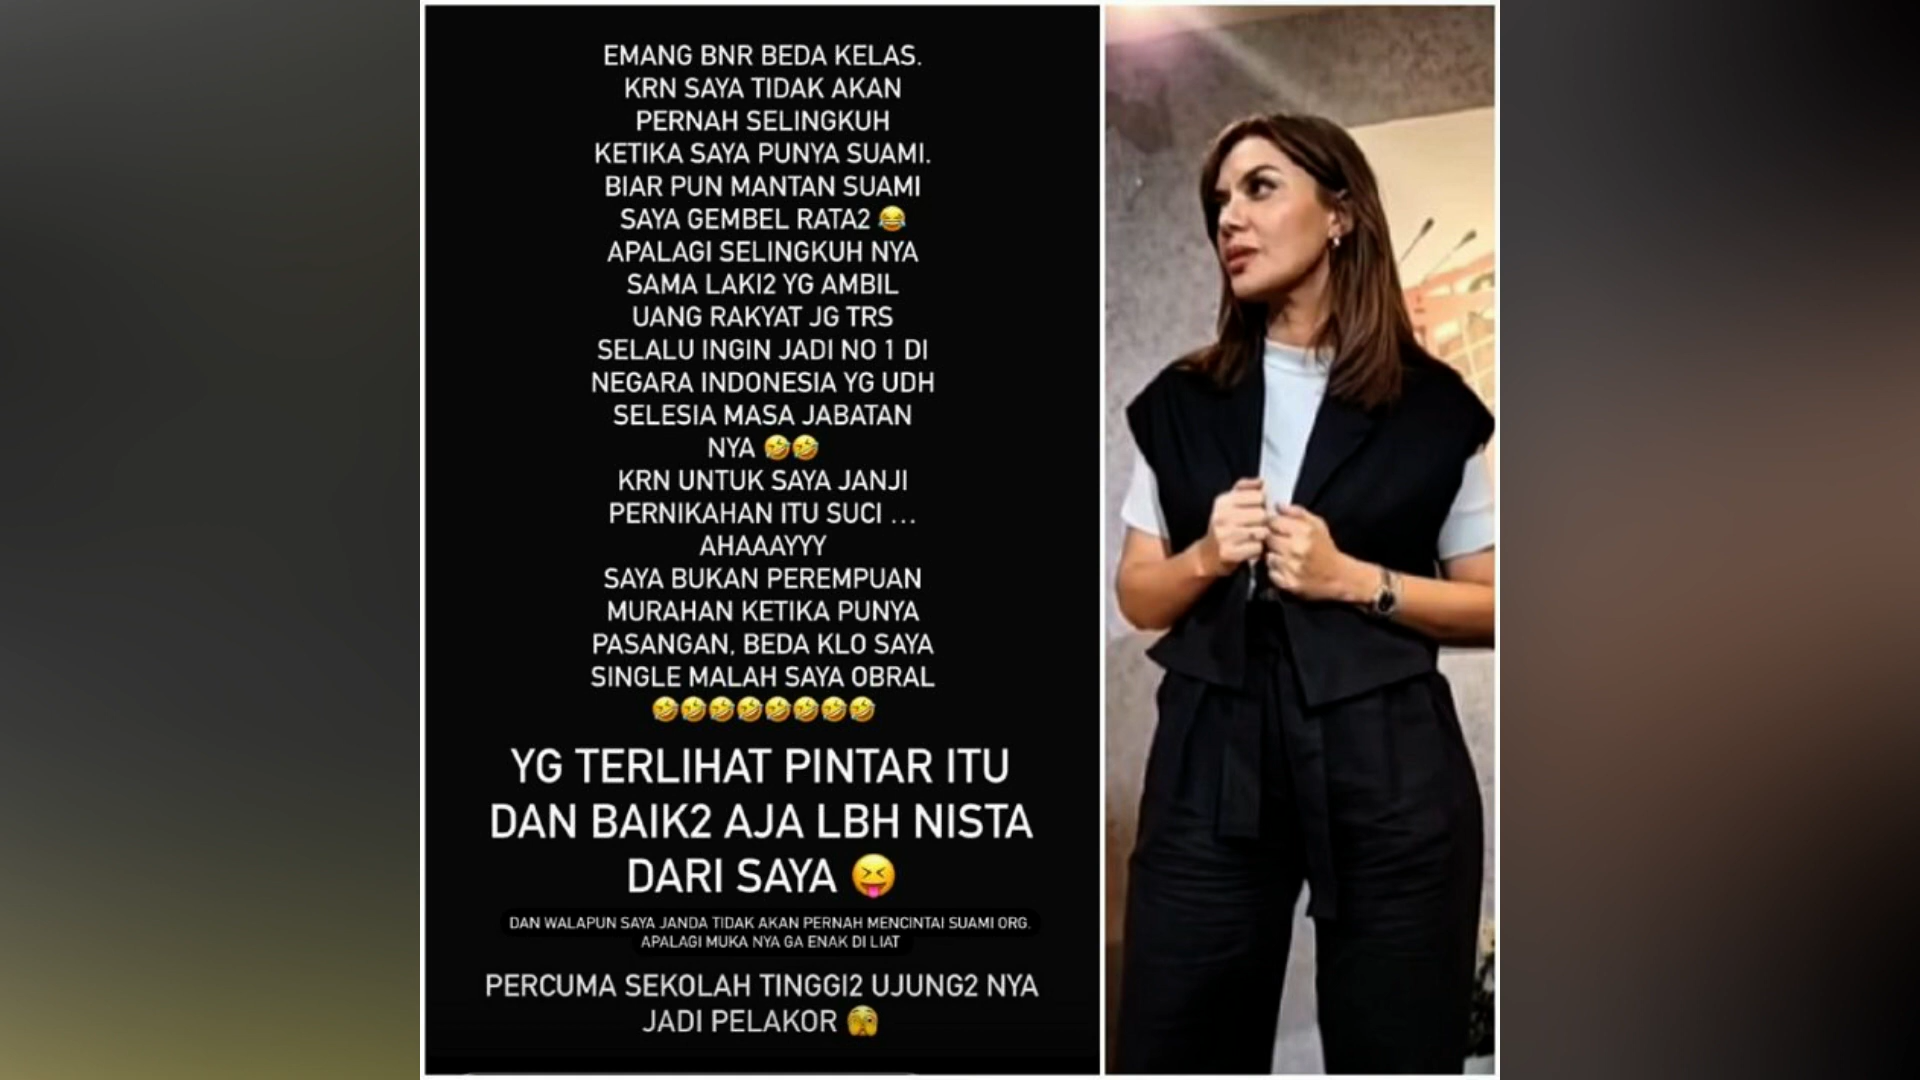 EMANG BNR BEDA KELAS.
KRN SAYA TIDAK AKAN
PERNAH SELINGKUH
KETIKA SAYA PUNYA SUAMI.
BIAR PUN MANTAN SUAMI
SAYA GEMBEL RATA2 😂
APALAGI SELINGKUH NYA
SAMA LAKI2 YG AMBIL
UANG RAKYAT JG TRS
SELALU INGIN JADI NO 1 DI
NEGARA INDONESIA YG UDH
SELESIA MASA JABATAN
NYA 🤣🤣
KRN UNTUK SAYA JANJI
PERNIKAHAN ITU SUCI ...
AHAAAYYY
SAYA BUKAN PEREMPUAN
MURAHAN KETIKA PUNYA
PASANGAN, BEDA KLO SAYA
SINGLE MALAH SAYA OBRAL
🤣🤣🤣🤣🤣🤣🤣🤣
YG TERLIHAT PINTAR ITU
DAN BAIK2 AJA LBH NISTA
DARI SAYA 😝
DAN WALAPUN SAYA JANDA TIDAK AKAN PERNAH MENCINTAI SUAMI ORG.
APALAGI MUKA NYA GA ENAK DI LIAT
PERCUMA SEKOLAH TINGGI2 UJUNG2 NYA
JADI PELAKOR 🫣